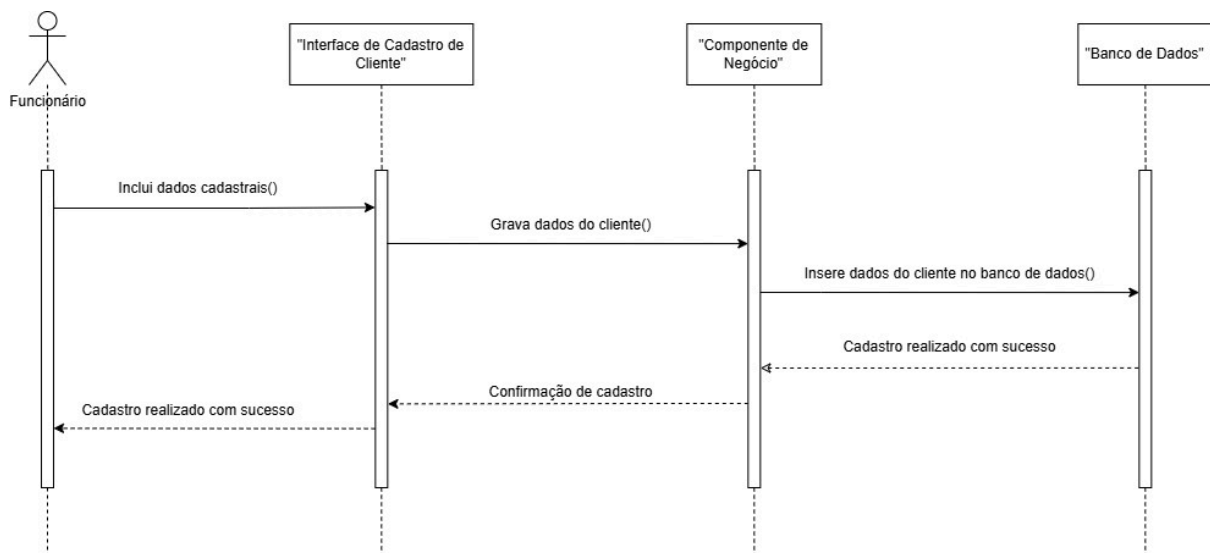 "Interface de Cadastro de
Cliente"
"Componente de
Negócio"
"Banco de Dados"
Funcionário
Inclui dados cadastrais()
Grava dados do cliente()
Insere dados do cliente no banco de dados()
Cadastro realizado com sucesso
Confirmação de cadastro
Cadastro realizado com sucesso